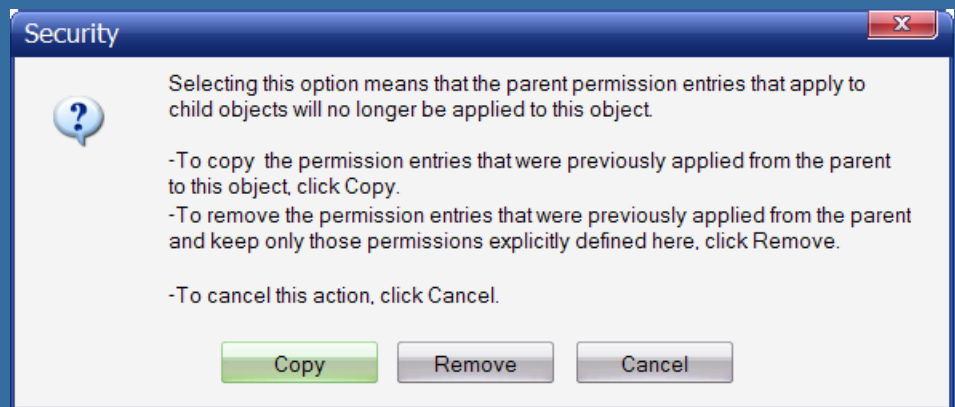 Security
Selecting this option means that the parent permission entries that apply to
child objects will no longer be applied to this object.
-To copy the permission entries that were previously applied from the parent
to this object, click Copy.
-To remove the permission entries that were previously applied from the parent
and keep only those permissions explicitly defined here, click Remove.
-To cancel this action, click Cancel.
Copy Remove Cancel